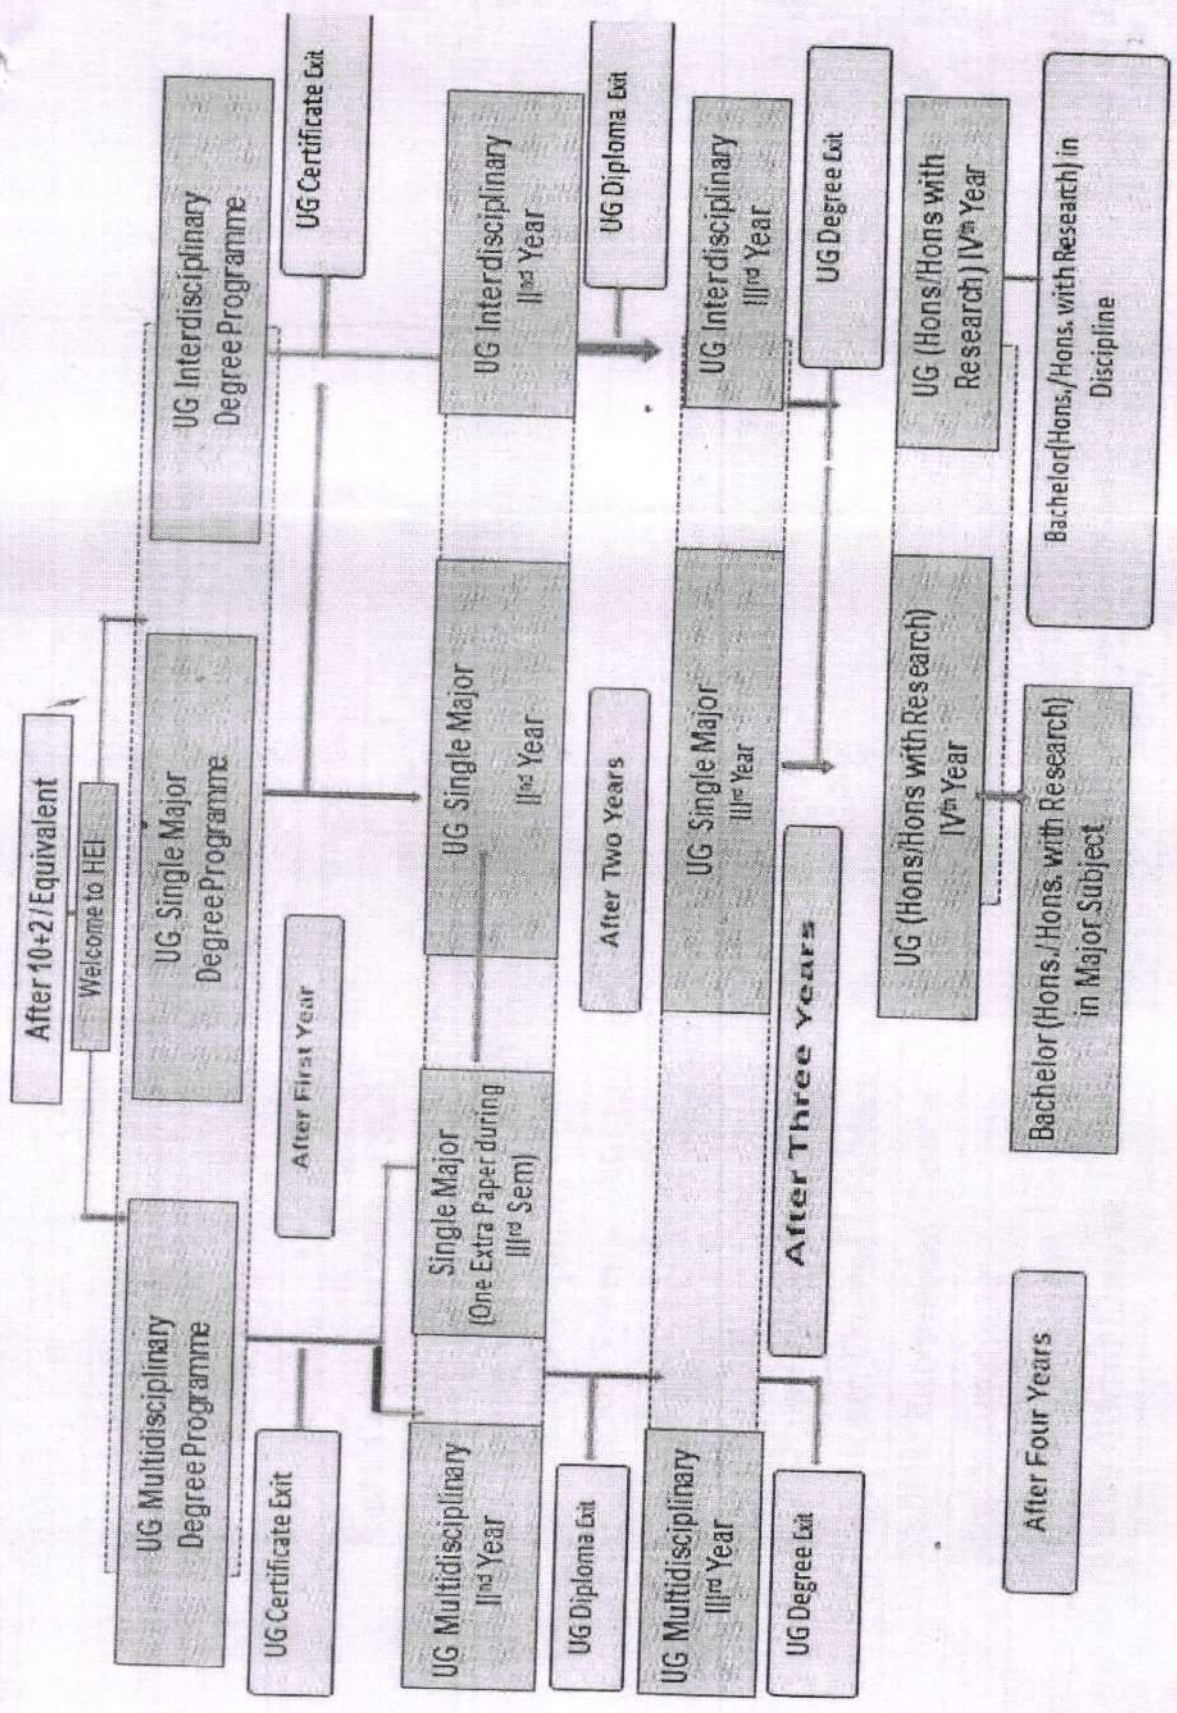 After 10+2 / Equivalent
Welcome to HEI
UG Multidisciplinary
Degree Programme
UG Single Major
Degree Programme
UG Interdisciplinary
Degree Programme
UG Certificate Exit
After First Year
UG Certificate Exit
UG Multidisciplinary
IInd Year
Single Major
(One Extra Paper during
IIIrd Sem)
UG Single Major
IInd Year
UG Interdisciplinary
IInd Year
UG Diploma Exit
After Two Years
UG Diploma Exit
UG Multidisciplinary
IIIrd Year
UG Single Major
IIIrd Year
UG Interdisciplinary
IIIrd Year
UG Degree Exit
After Three Years
UG Degree Exit
UG (Hons/Hons with Research)
IVth Year
UG (Hons/Hons with
Research) IVth Year
After Four Years
Bachelor (Hons./Hons. with Research)
in Major Subject
Bachelor(Hons./Hons. with Research) in
Discipline